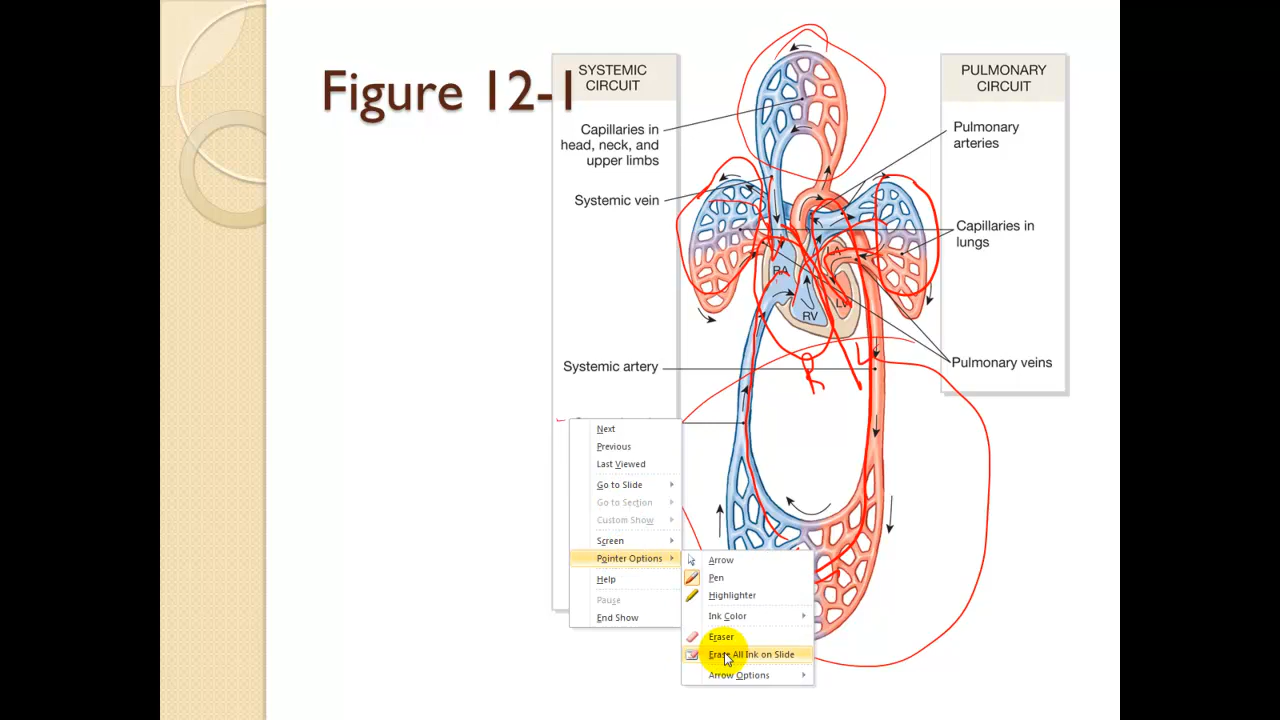 Figure 12-1
SYSTEMIC
CIRCUIT
Capillaries in
head, neck, and
upper limbs
Systemic vein
Systemic artery
PULMONARY
CIRCUIT
Pulmonary
arteries
Capillaries in
lungs
Pulmonary veins
RA
LA
LV
RV
R
L
Next
Previous
Last Viewed
Go to Slide
Go to Section
Custom Show
Screen
Pointer Options
Help
Pause
End Show
Arrow
Pen
Highlighter
Ink Color
Eraser
Erase All Ink on Slide
Arrow Options